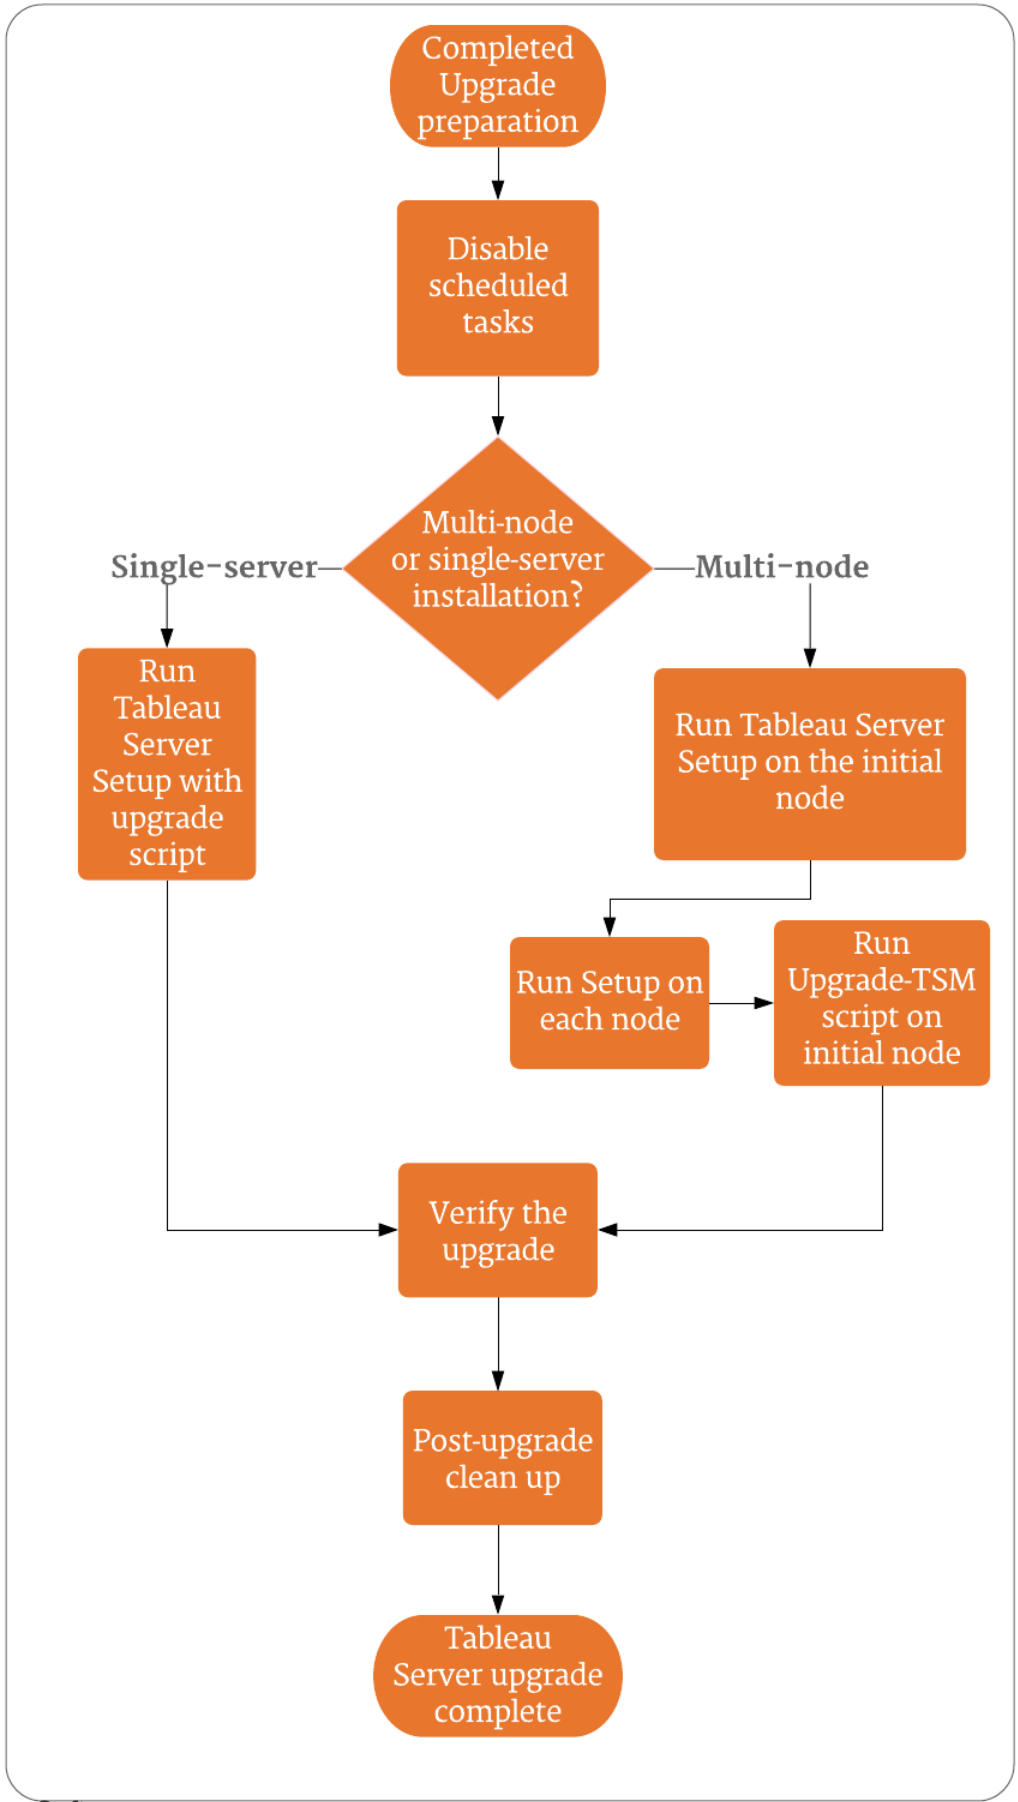 Completed
Upgrade
preparation
Disable
scheduled
tasks
Multi-node
or single-server
installation?
Single-server
Multi-node
Run
Tableau
Server
Setup with
upgrade
script
Run Tableau Server
Setup on the initial
node
Run Setup on
each node
Run
Upgrade-TSM
script on
initial node
Verify the
upgrade
Post-upgrade
clean up
Tableau
Server upgrade
complete